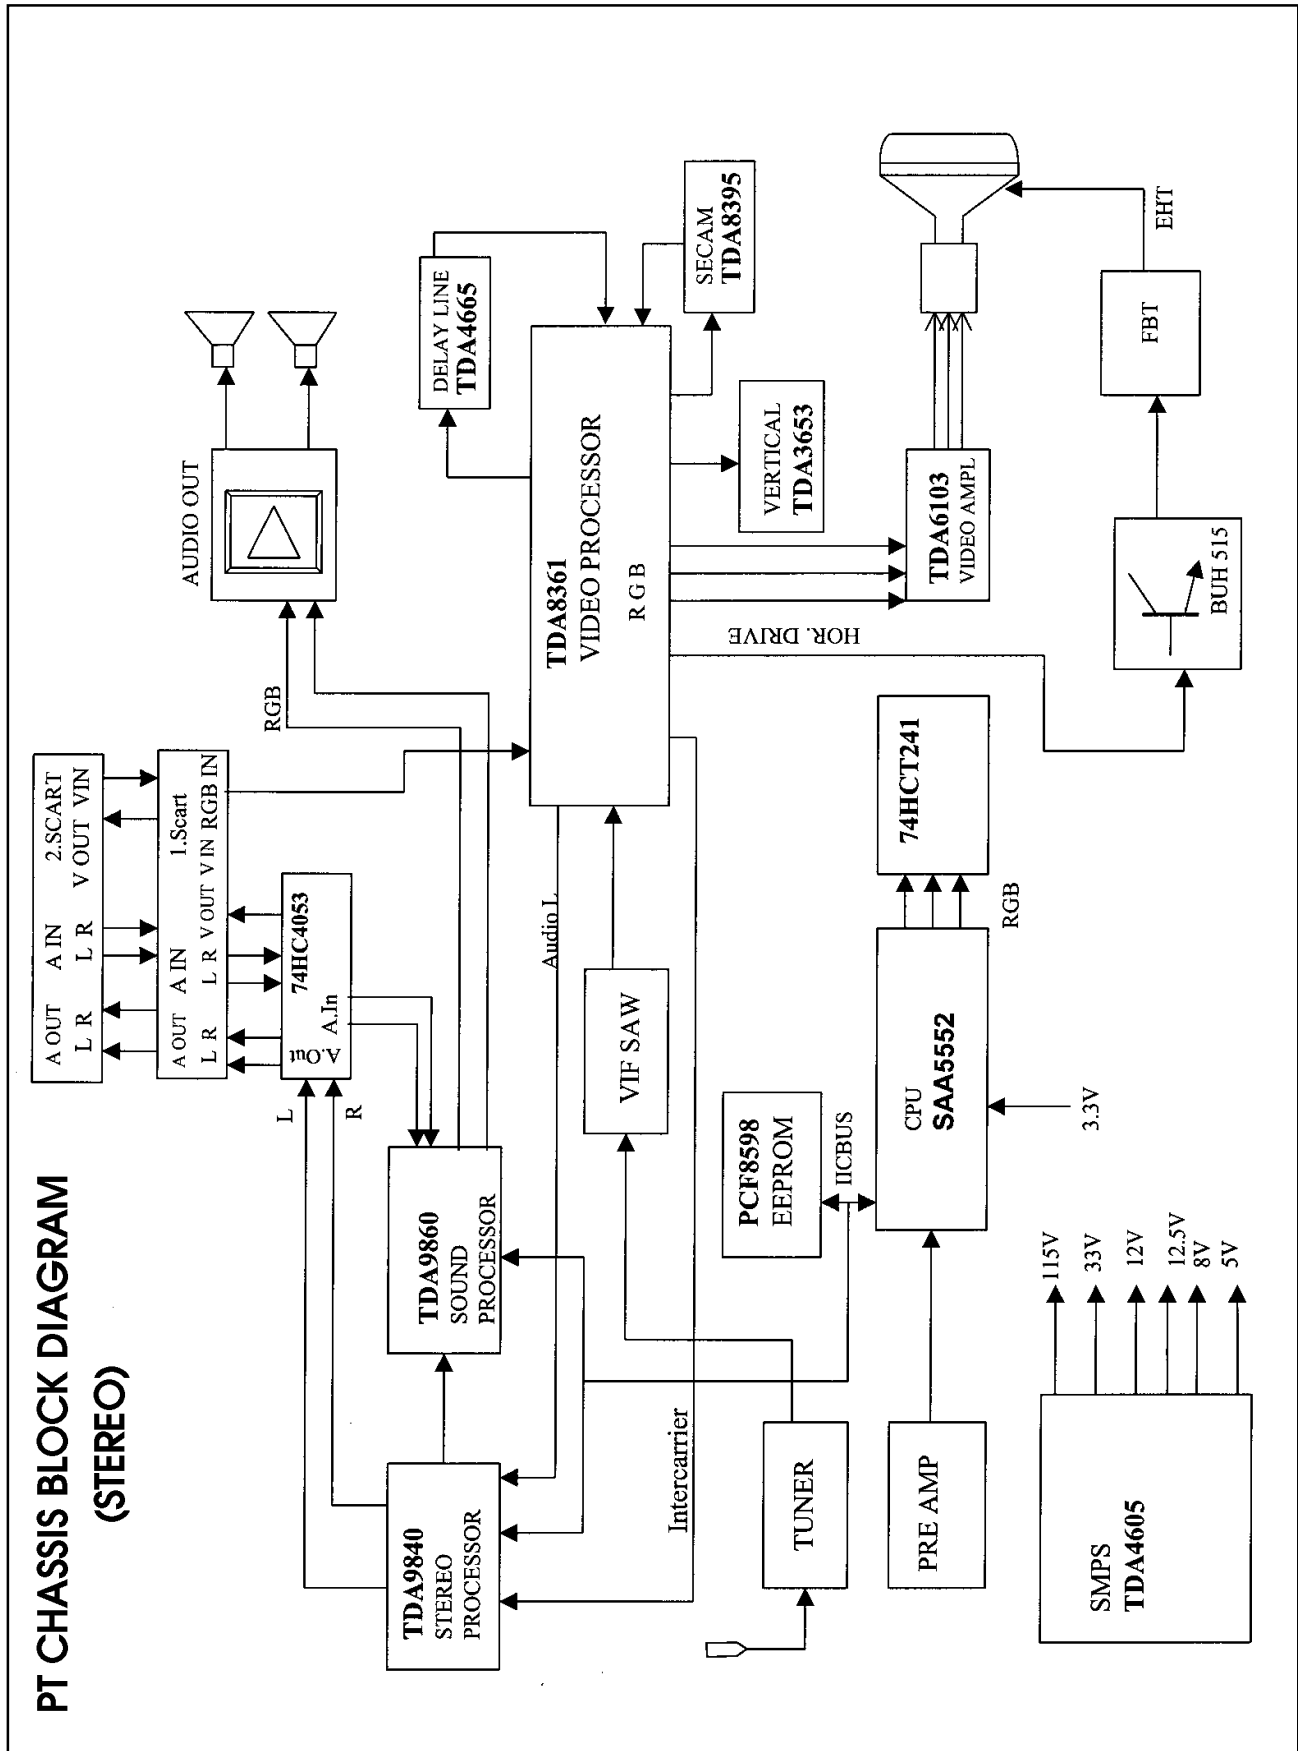 PT CHASSIS BLOCK DIAGRAM
(STEREO)
A OUT
A IN
2.SCART
L R
L R
V OUT VIN
1.Scart
A OUT
A IN
L R
L R
V OUT V IN RGB IN
74HC4053
A.Out
A.In
L
R
RGB
AUDIO OUT
TDA9840
STEREO
PROCESSOR
TDA9860
SOUND
PROCESSOR
DELAY LINE
TDA4665
Audio L
TDA8361
VIDEO PROCESSOR
R G B
VIF SAW
Intercarrier
SECAM
TDA8395
VERTICAL
TDA3653
HOR. DRIVE
TUNER
PCF8598
EEPROM
IICBUS
TDA6103
VIDEO AMPL
PRE AMP
CPU
SAA5552
74HCT241
RGB
3.3V
SMPS
TDA4605
115V
33V
12V
12.5V
8V
5V
BUH 515
FBT
EHT